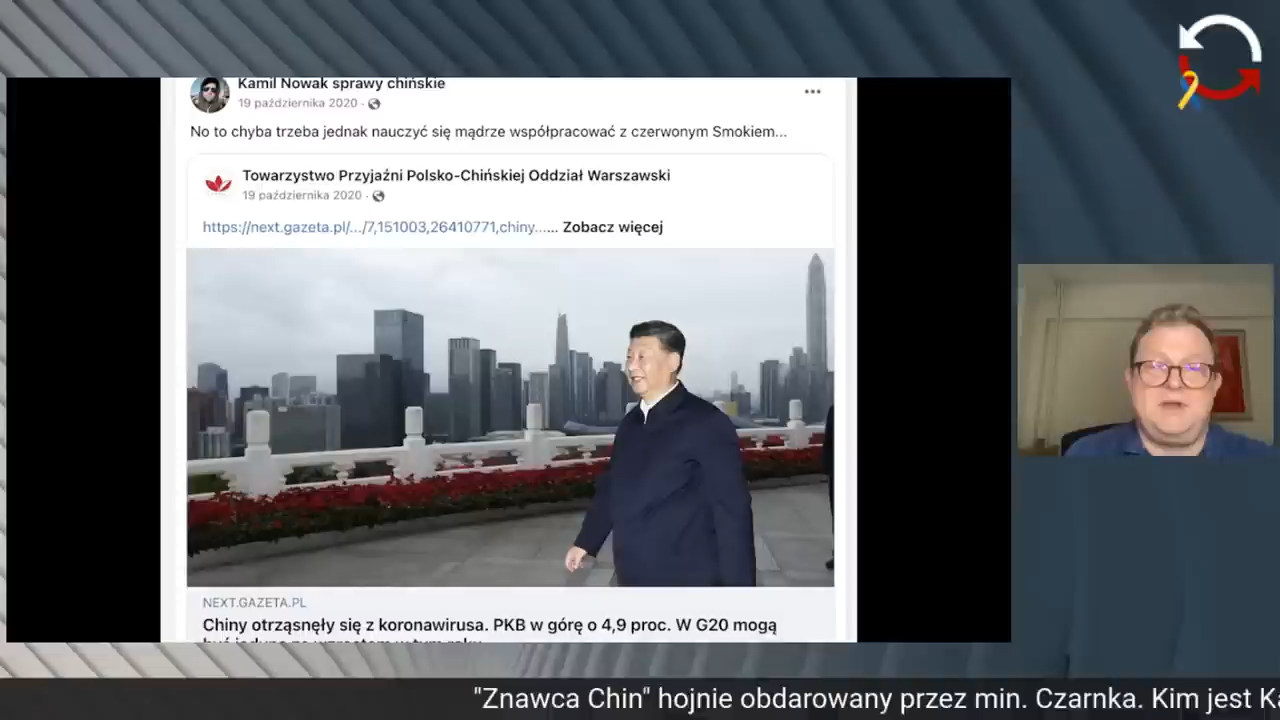 Kamil Nowak sprawy chińskie
19 października 2020 ·
No to chyba trzeba jednak nauczyć się mądrze współpracować z czerwonym Smokiem...
Towarzystwo Przyjaźni Polsko-Chińskiej Oddział Warszawski
19 października 2020 ·
https://next.gazeta.pl/.../7,151003,26410771,chiny...... Zobacz więcej
NEXT.GAZETA.PL
Chiny otrząsnęły się z koronawirusa. PKB w górę o 4,9 proc. W G20 mogą
"Znawca Chin" hojnie obdarowany przez min. Czarnka. Kim jest